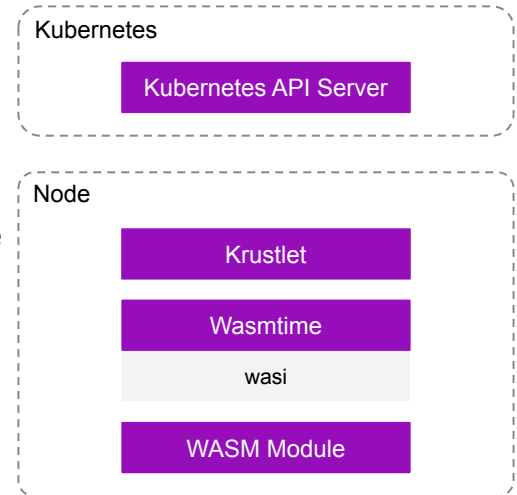 Kubernetes
Kubernetes API Server
Node
Krustlet
Wasmtime
wasi
WASM Module